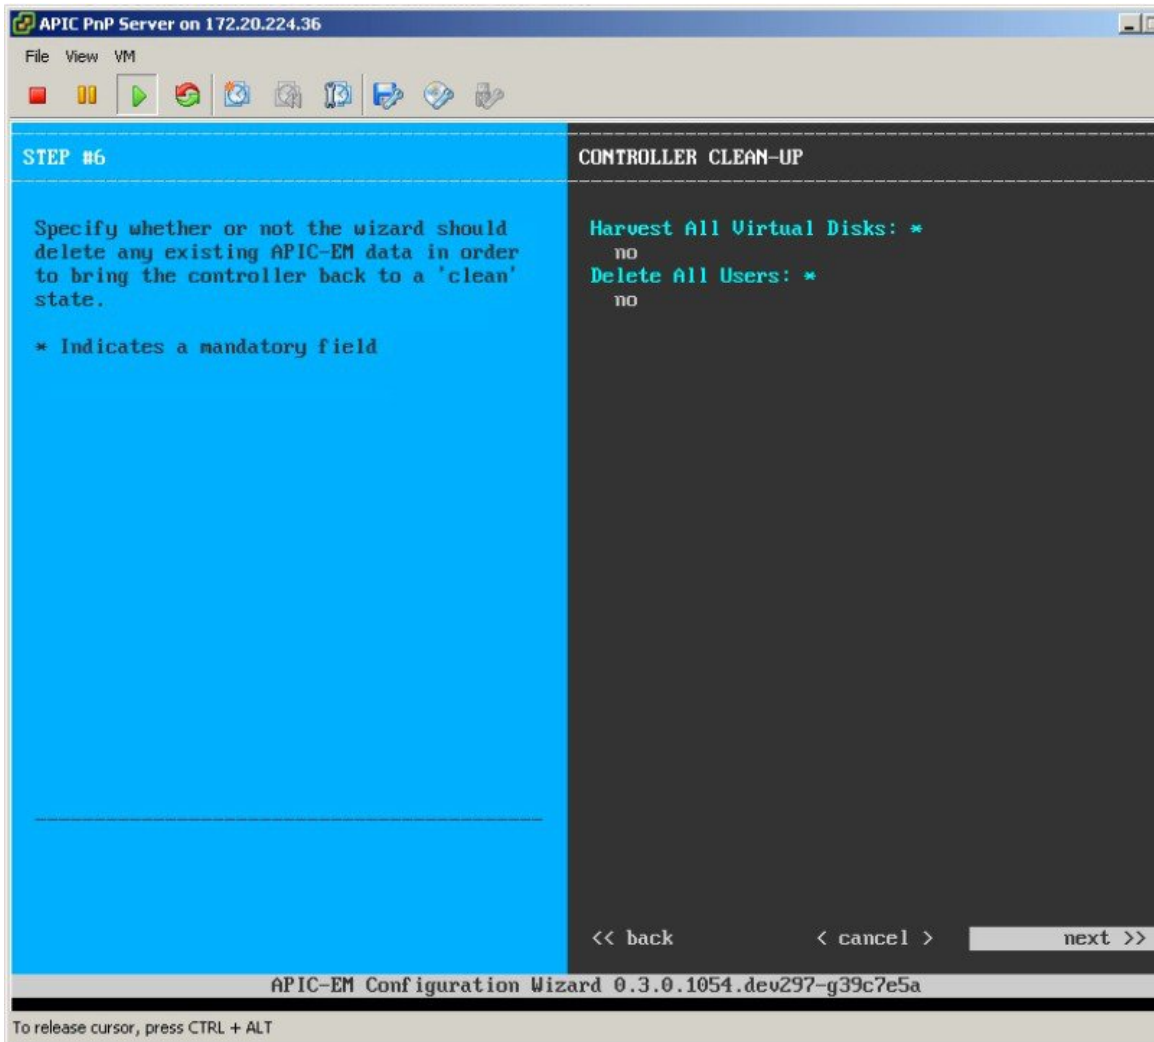 APIC PnP Server on 172.20.224.36
File View VM
STEP #6
Specify whether or not the wizard should
delete any existing APIC-EM data in order
to bring the controller back to a 'clean'
state.
* Indicates a mandatory field
CONTROLLER CLEAN-UP
Harvest All Virtual Disks: *
no
Delete All Users: *
no
<< back < cancel > next >>
APIC-EM Configuration Wizard 0.3.0.1054.dev297-g39c7e5a
To release cursor, press CTRL + ALT